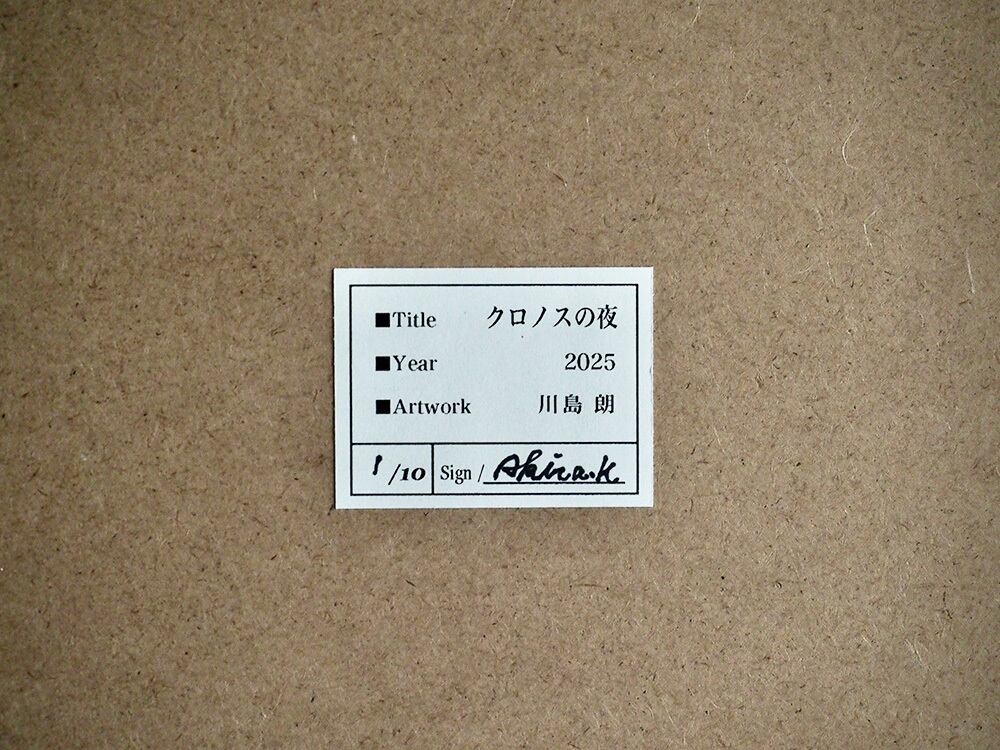 ■Title クロノスの夜
■Year 2025
■Artwork 川島 朗
1/10 Sign / Akira.K